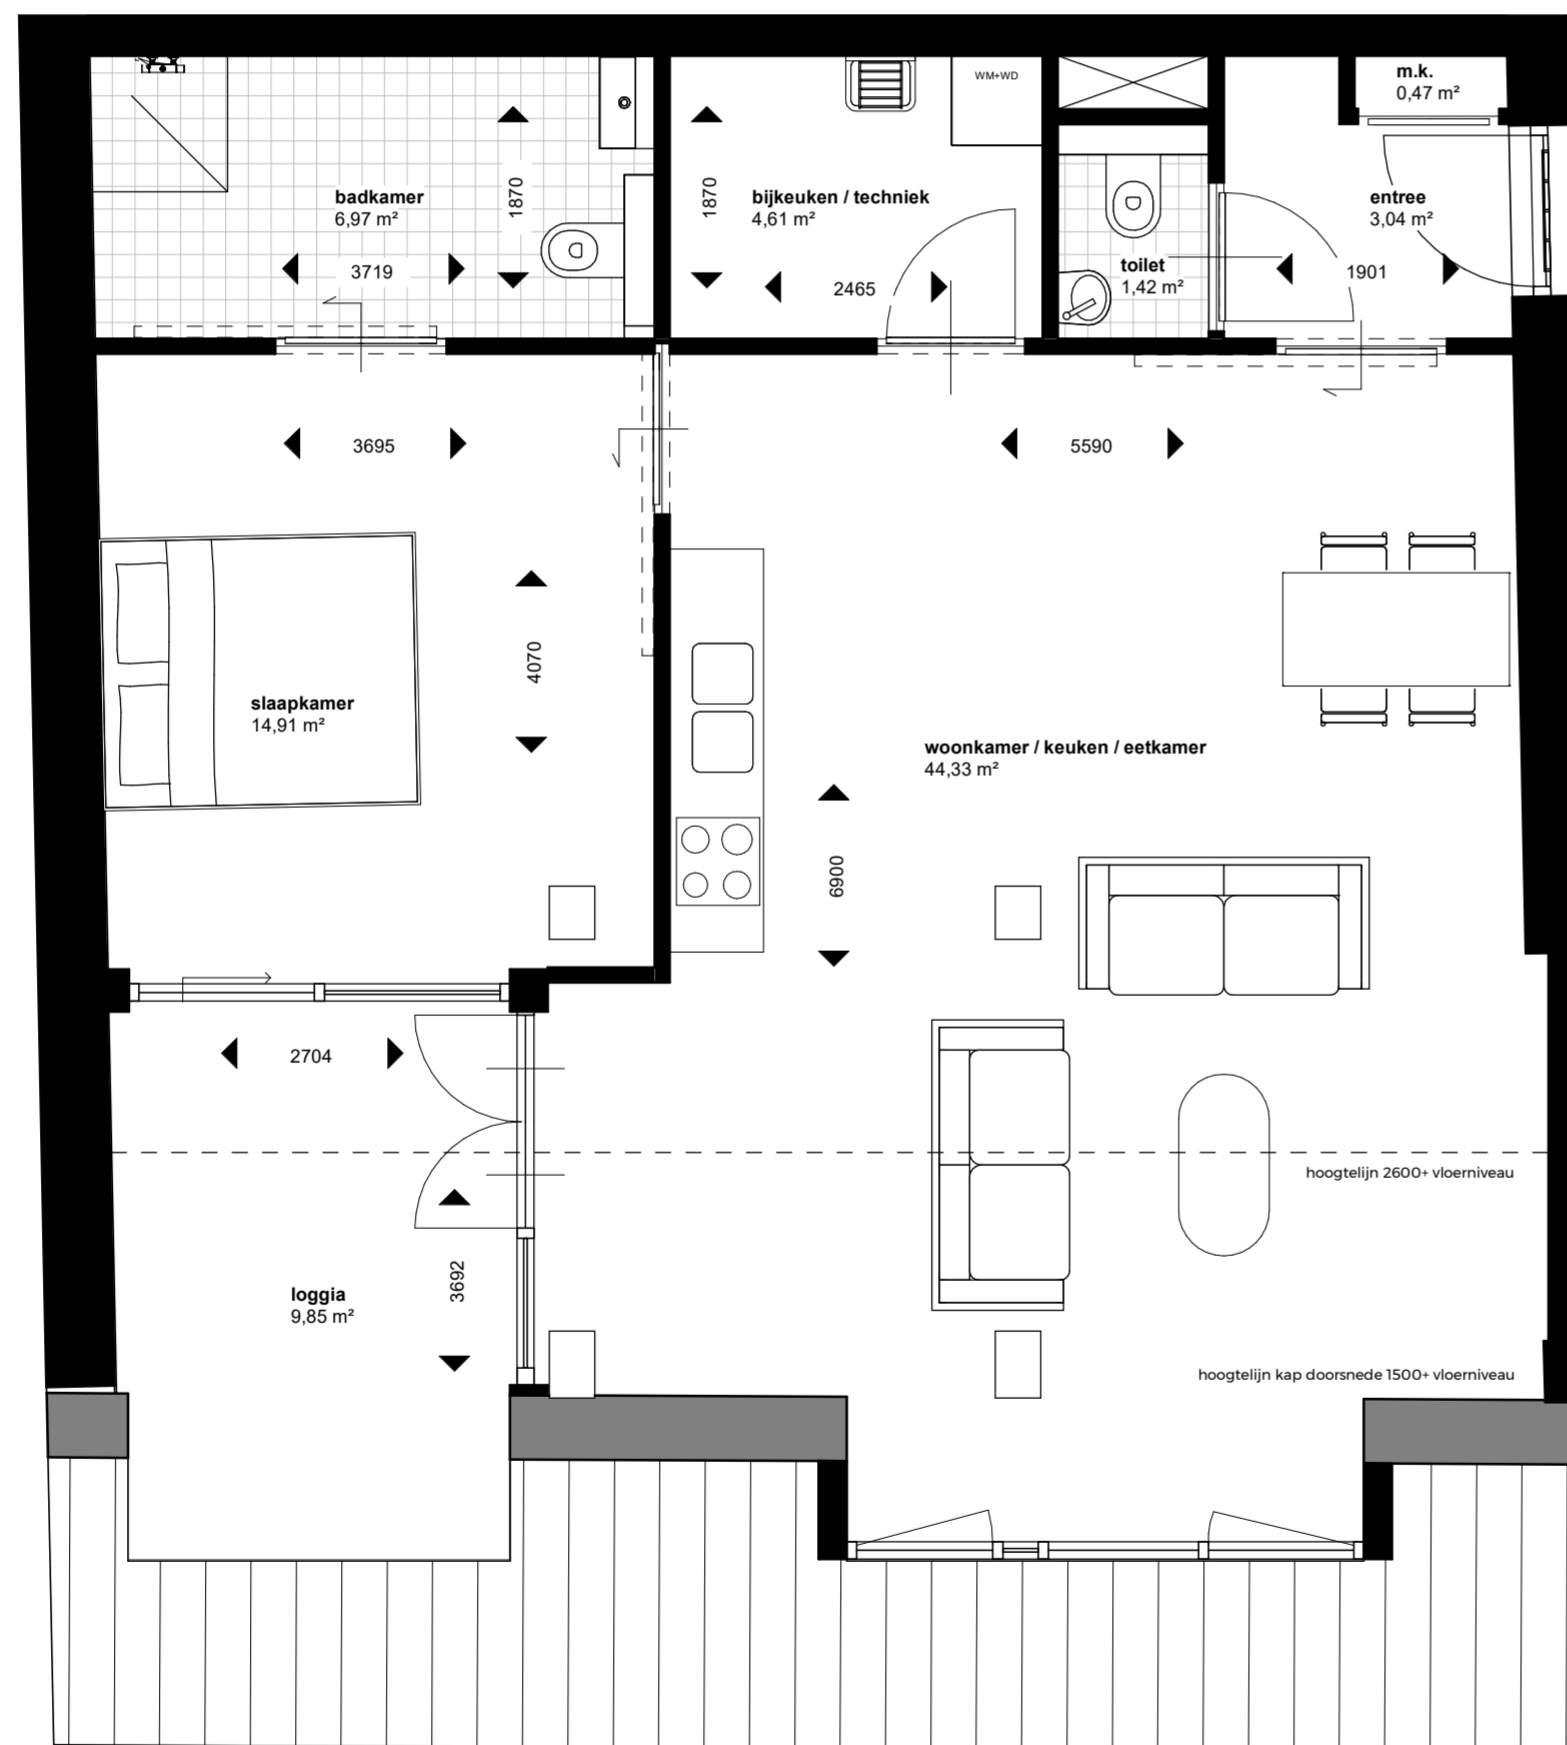 m.k.
0,47 m²
WM+WD
badkamer
6,97 m²
1870
1870
bijkeuken / techniek
4,61 m²
entree
3,04 m²
toilet
1,42 m²
3719
2465
1901
3695
5590
4070
slaapkamer
14,91 m²
woonkamer / keuken / eetkamer
44,33 m²
6900
2704
hoogtelijn 2600+ vloerniveau
3692
loggia
9,85 m²
hoogtelijn kap doorsnede 1500+ vloerniveau